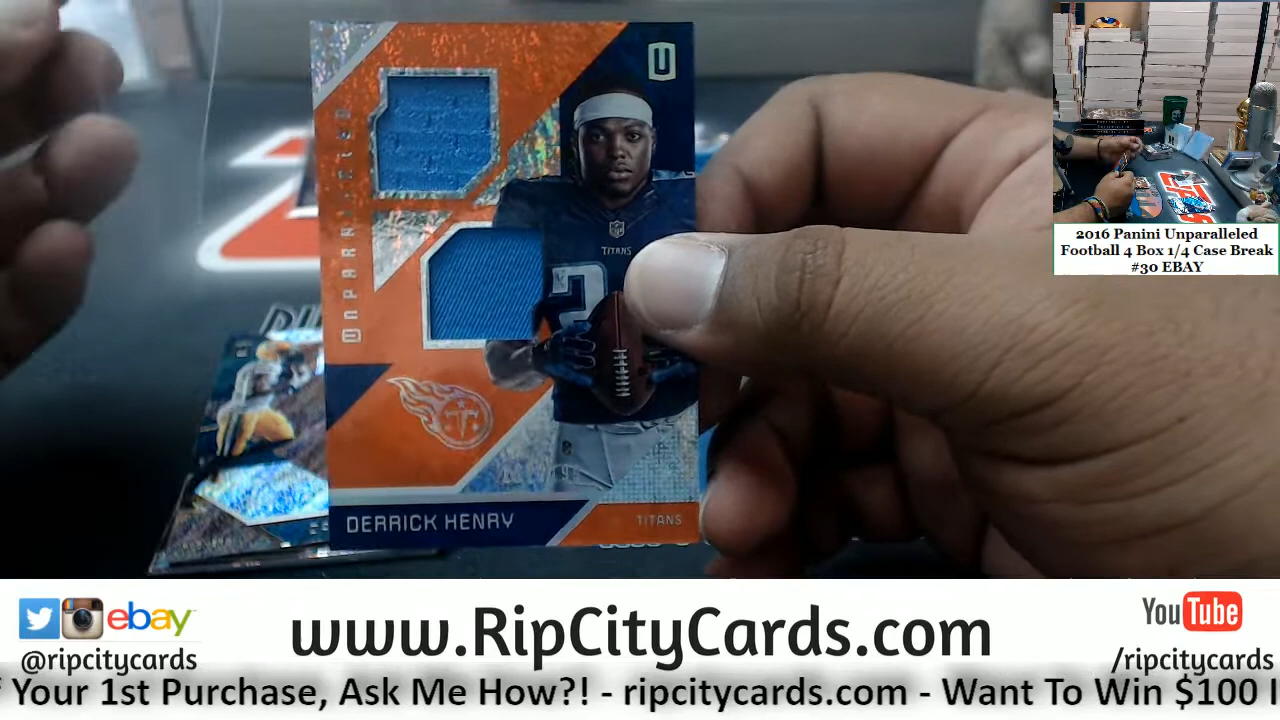 UNPARALLELED
U
TITANS
2
DERRICK HENRY
TITANS
2016 Panini Unparalleled
Football 4 Box 1/4 Case Break
#30 EBAY
ebay
@ripcitycards
www.RipCityCards.com
YouTube
/ripcitycards
Your 1st Purchase, Ask Me How?! - ripcitycards.com - Want To Win $100